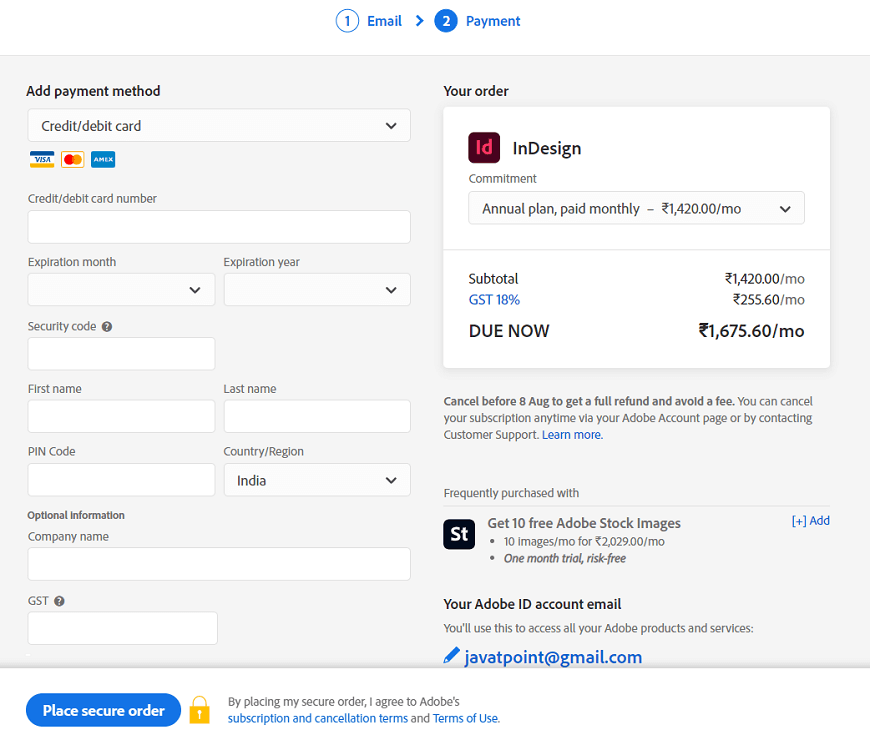 1 Email > 2 Payment
Add payment method
Credit/debit card
VISA AMEX
Credit/debit card number
Expiration month Expiration year
Security code ?
First name Last name
PIN Code Country/Region
India
Optional Information
Company name
GST ?
Your order
Id InDesign
Commitment
Annual plan, paid monthly – ₹1,420.00/mo
Subtotal ₹1,420.00/mo
GST 18% ₹255.60/mo
DUE NOW ₹1,675.60/mo
Cancel before 8 Aug to get a full refund and avoid a fee. You can cancel
your subscription anytime via your Adobe Account page or by contacting
Customer Support. Learn more.
Frequently purchased with
St Get 10 free Adobe Stock Images [+] Add
• 10 images/mo for ₹2,029.00/mo
• One month trial, risk-free
Your Adobe ID account email
You'll use this to access all your Adobe products and services:
javatpoint@gmail.com
Place secure order
By placing my secure order, I agree to Adobe's
subscription and cancellation terms and Terms of Use.